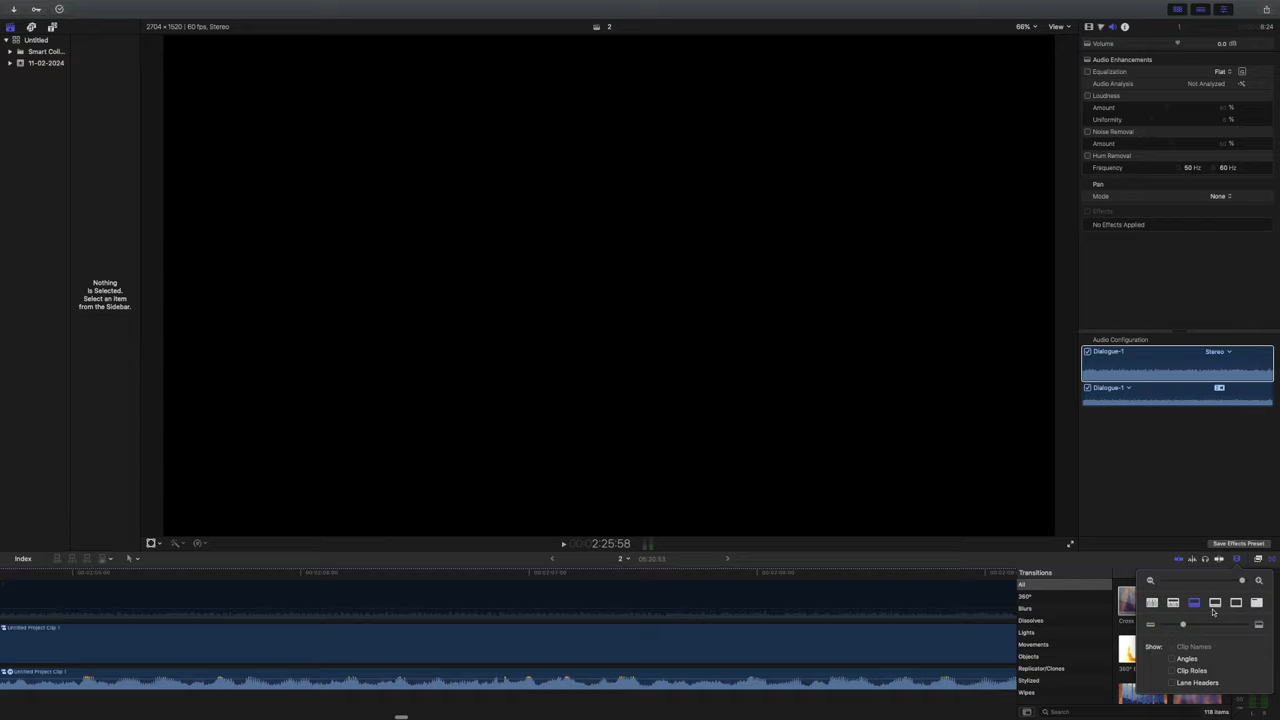 2704 × 1520 | 60 fps, Stereo
2
66%
View
1
8:24
Untitled
Smart Coll...
11-02-2024
Nothing
Is Selected.
Select an item
from the Sidebar.
Volume
0.0 dB
Audio Enhancements
Equalization
Flat
Audio Analysis
Not Analyzed
Loudness
Amount
%
Uniformity
%
Noise Removal
Amount
50 %
Hum Removal
Frequency
50 Hz
60 Hz
Pan
Mode
None
Effects
No Effects Applied
Audio Configuration
Dialogue-1
Stereo
Dialogue-1
Save Effects Preset
2:25:58
Index
2
05:20:53
Transitions
All
360°
Blurs
Dissolves
Lights
Movements
Objects
Replicator/Clones
Stylized
Wipes
Cross
360°
Show:
Clip Names
Angles
Clip Roles
Lane Headers
Search
118 items
Untitled Project Clip 1
Untitled Project Clip 1